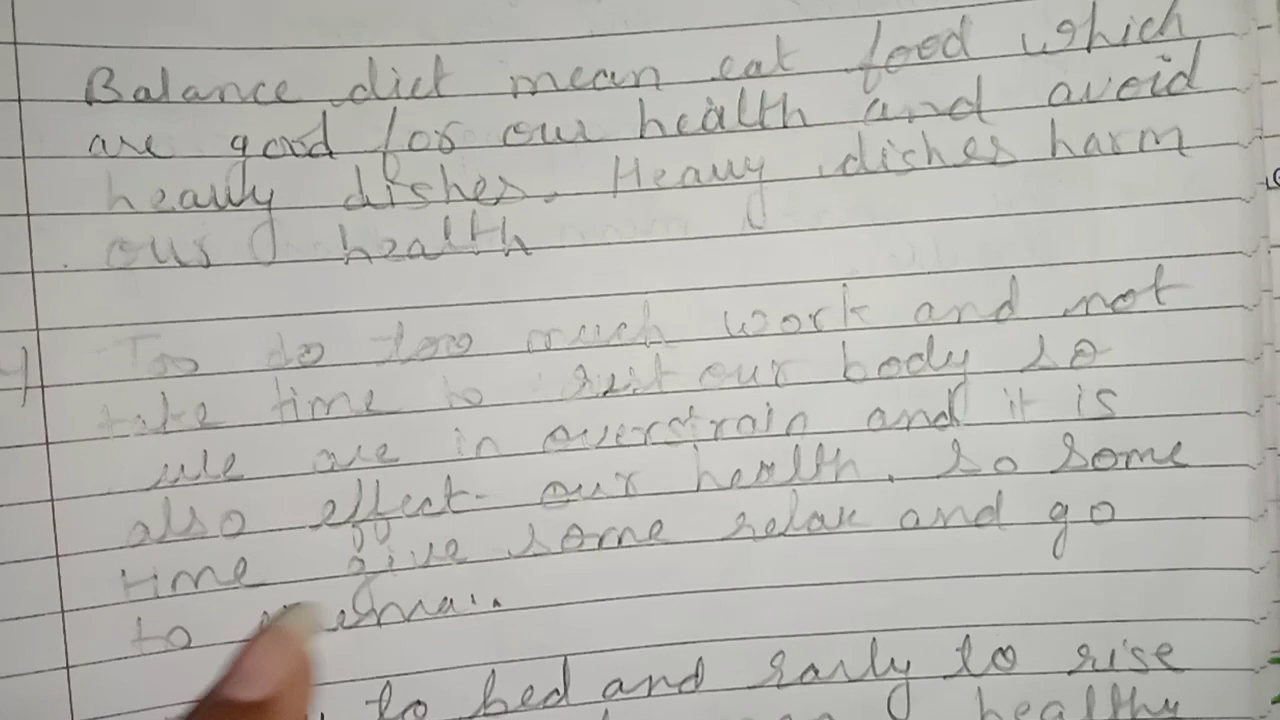 Balance diet mean eat food which
are good for our health and avoid
heavy dishes. Heavy dishes harm
our health
Too do too much work and not
take time to rest our body so
we are in overstrain and it is
also effect our health. So some
time give some relax and go
to
to bed and early to rise
healthy